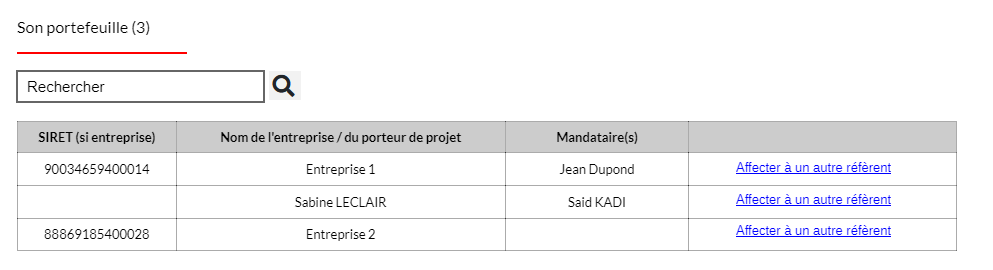 Son portefeuille (3)
Rechercher
SIRET (si entreprise) Nom de l'entreprise / du porteur de projet Mandataire(s)
90034659400014 Entreprise 1 Jean Dupond Affecter à un autre référent
Sabine LECLAIR Said KADI Affecter à un autre référent
88869185400028 Entreprise 2 Affecter à un autre référent